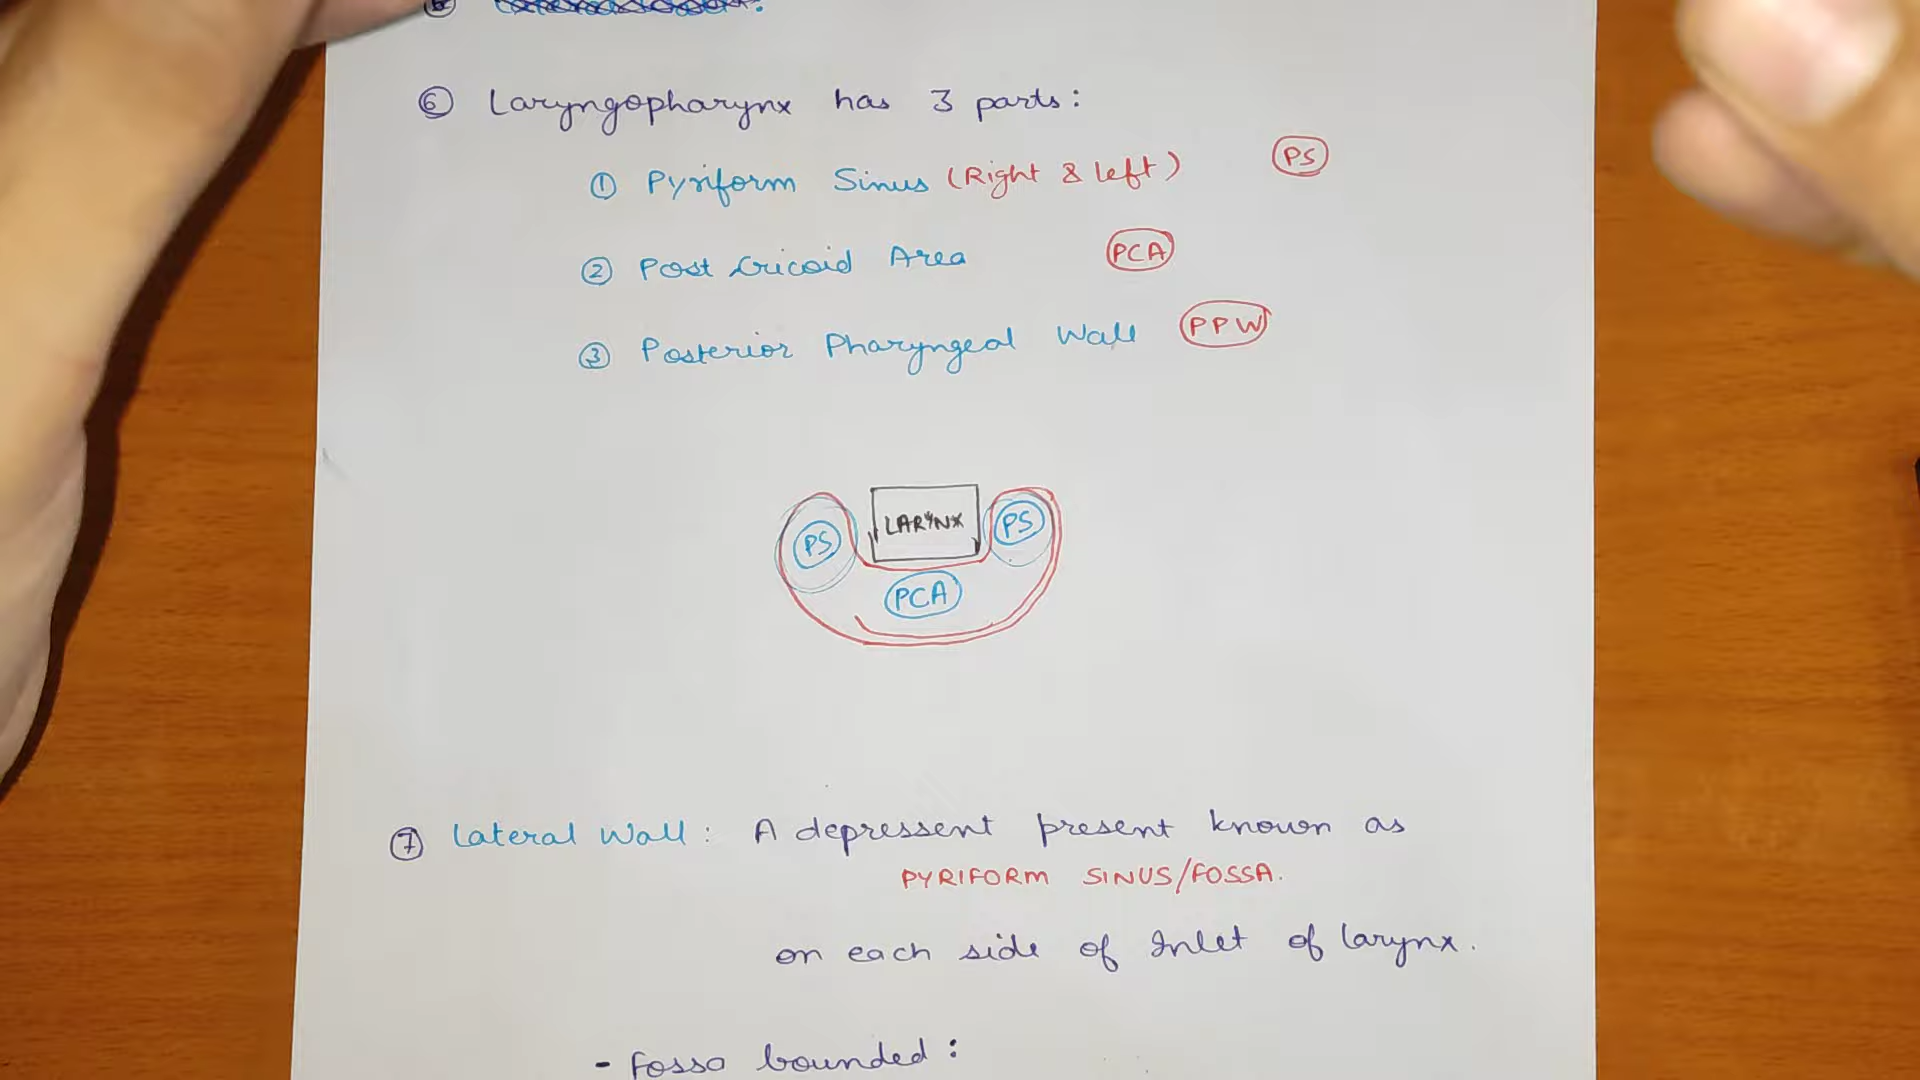 ⑥ Laryngopharynx has 3 parts:
① Pyriform Sinus (Right & left) PS
② Post Cricoid Area PCA
③ Posterior Pharyngeal Wall PPW
PS LARYNX PS
PCA
⑦ Lateral Wall: A depressent present known as
PYRIFORM SINUS/FOSSA.
on each side of Inlet of larynx.
- fossa bounded: